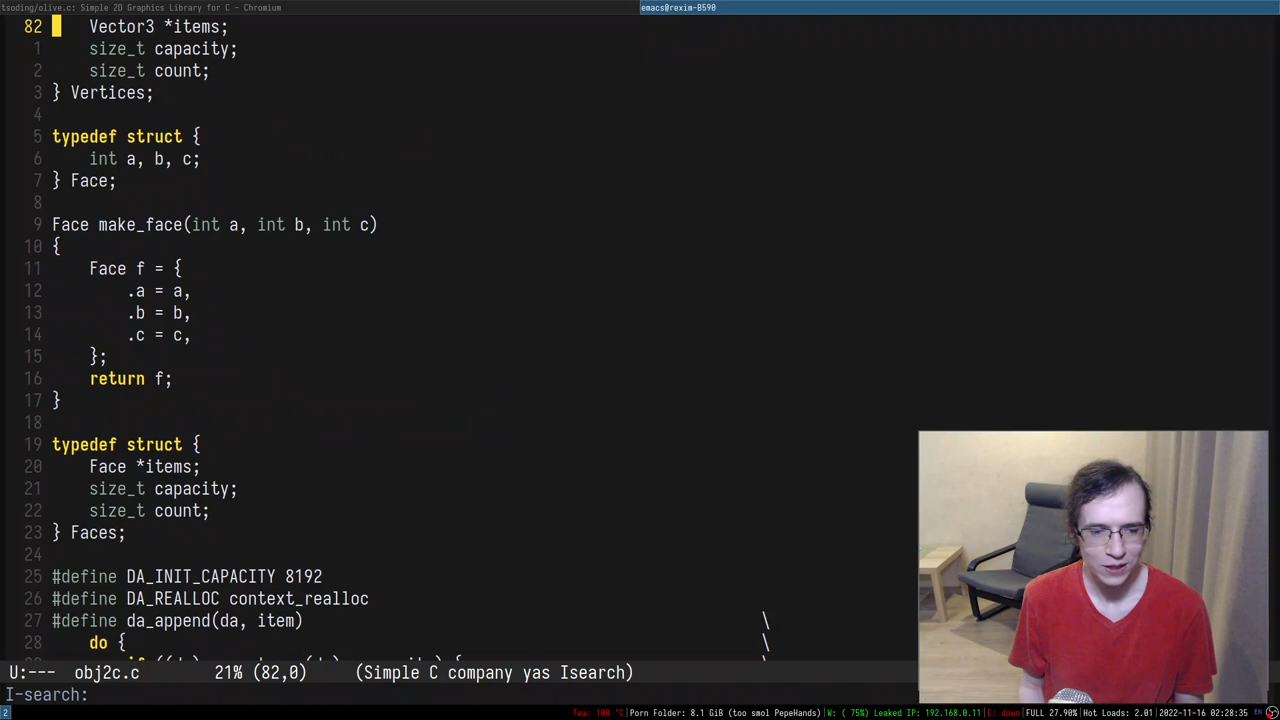 tsoding/olive.c: Simple 2D Graphics Library for C - Chromium
emacs@rexim-B590
82 Vector3 *items;
1 size_t capacity;
2 size_t count;
3 } Vertices;
4
5 typedef struct {
6 int a, b, c;
7 } Face;
8
9 Face make_face(int a, int b, int c)
10 {
11 Face f = {
12 .a = a,
13 .b = b,
14 .c = c,
15 };
16 return f;
17 }
18
19 typedef struct {
20 Face *items;
21 size_t capacity;
22 size_t count;
23 } Faces;
24
25 #define DA_INIT_CAPACITY 8192
26 #define DA_REALLOC context_realloc
27 #define da_append(da, item) \
28 do { \
U:--- obj2c.c 21% (82,0) (Simple C company yas Isearch)
I-search:
2 Tea: 100 °C|Porn Folder: 8.1 GiB (too smol PepeHands)|W: ( 75%) Leaked IP: 192.168.0.11|E: down|FULL 27.90%|Hot Loads: 2.01|2022-11-16 02:28:35 EN